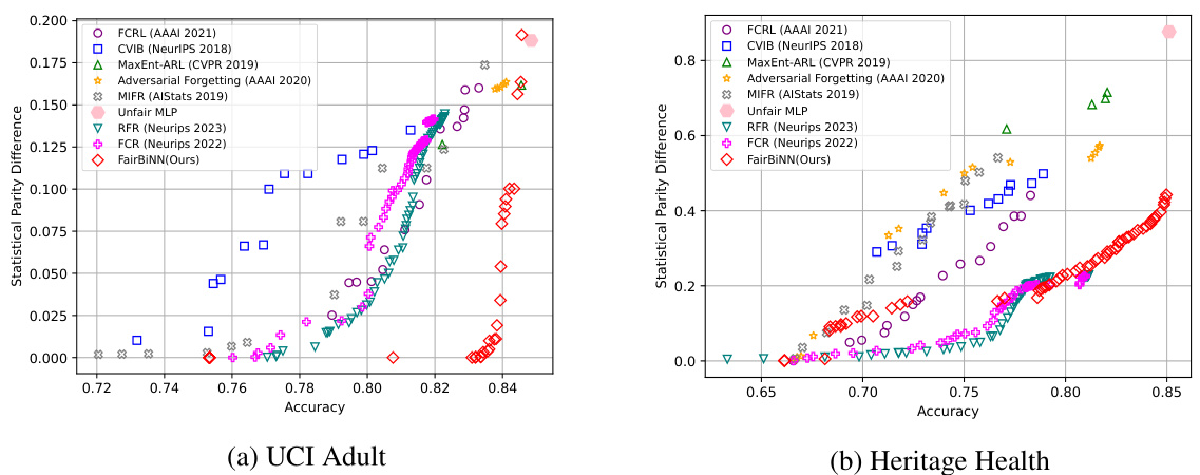 0.200
0.175
0.150
0.125
0.100
0.075
0.050
0.025
0.000
Statistical Parity Difference
FCRL (AAAI 2021)
CVIB (NeurIPS 2018)
MaxEnt-ARL (CVPR 2019)
Adversarial Forgetting (AAAI 2020)
MIFR (AIStats 2019)
Unfair MLP
RFR (Neurips 2023)
FCR (Neurips 2022)
FairBiNN(Ours)
0.72 0.74 0.76 0.78 0.80 0.82 0.84
Accuracy
(a) UCI Adult
0.8
0.6
0.4
0.2
0.0
Statistical Parity Difference
FCRL (AAAI 2021)
CVIB (NeurIPS 2018)
MaxEnt-ARL (CVPR 2019)
Adversarial Forgetting (AAAI 2020)
MIFR (AIStats 2019)
Unfair MLP
RFR (Neurips 2023)
FCR (Neurips 2022)
FairBiNN(Ours)
0.65 0.70 0.75 0.80 0.85
Accuracy
(b) Heritage Health